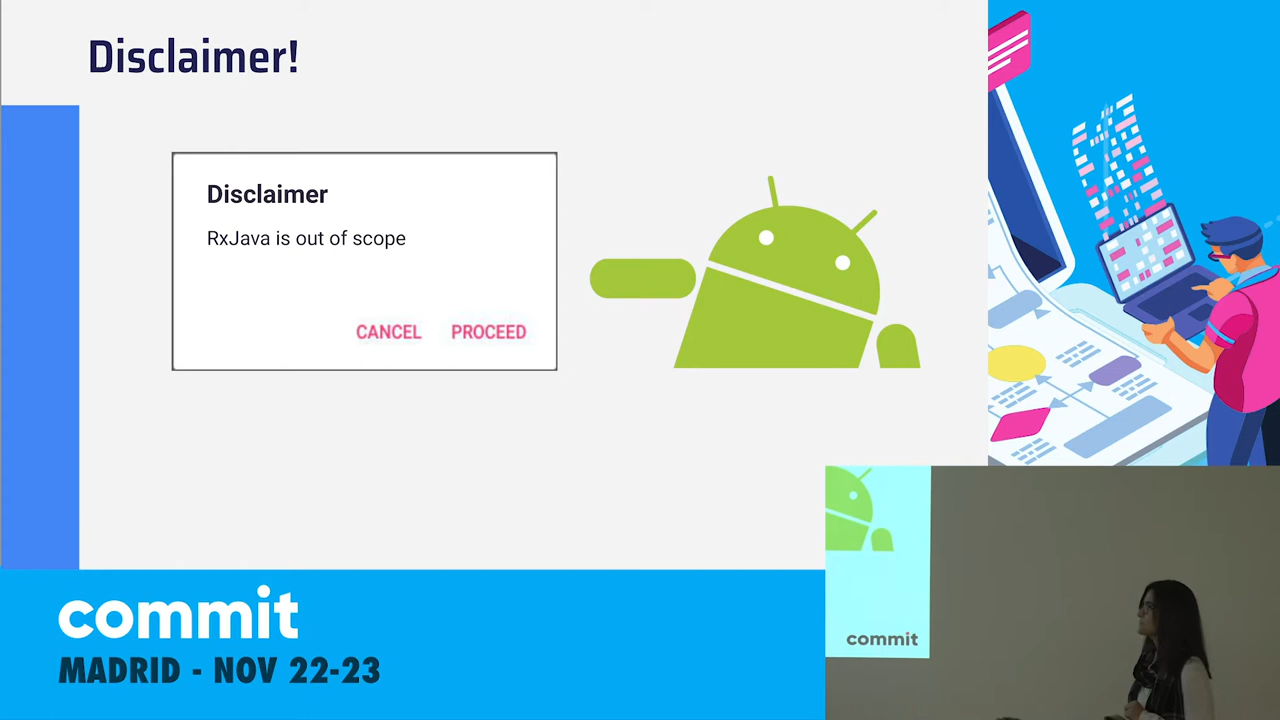 Disclaimer!
Disclaimer
RxJava is out of scope
CANCEL PROCEED
commit
MADRID - NOV 22-23
commit